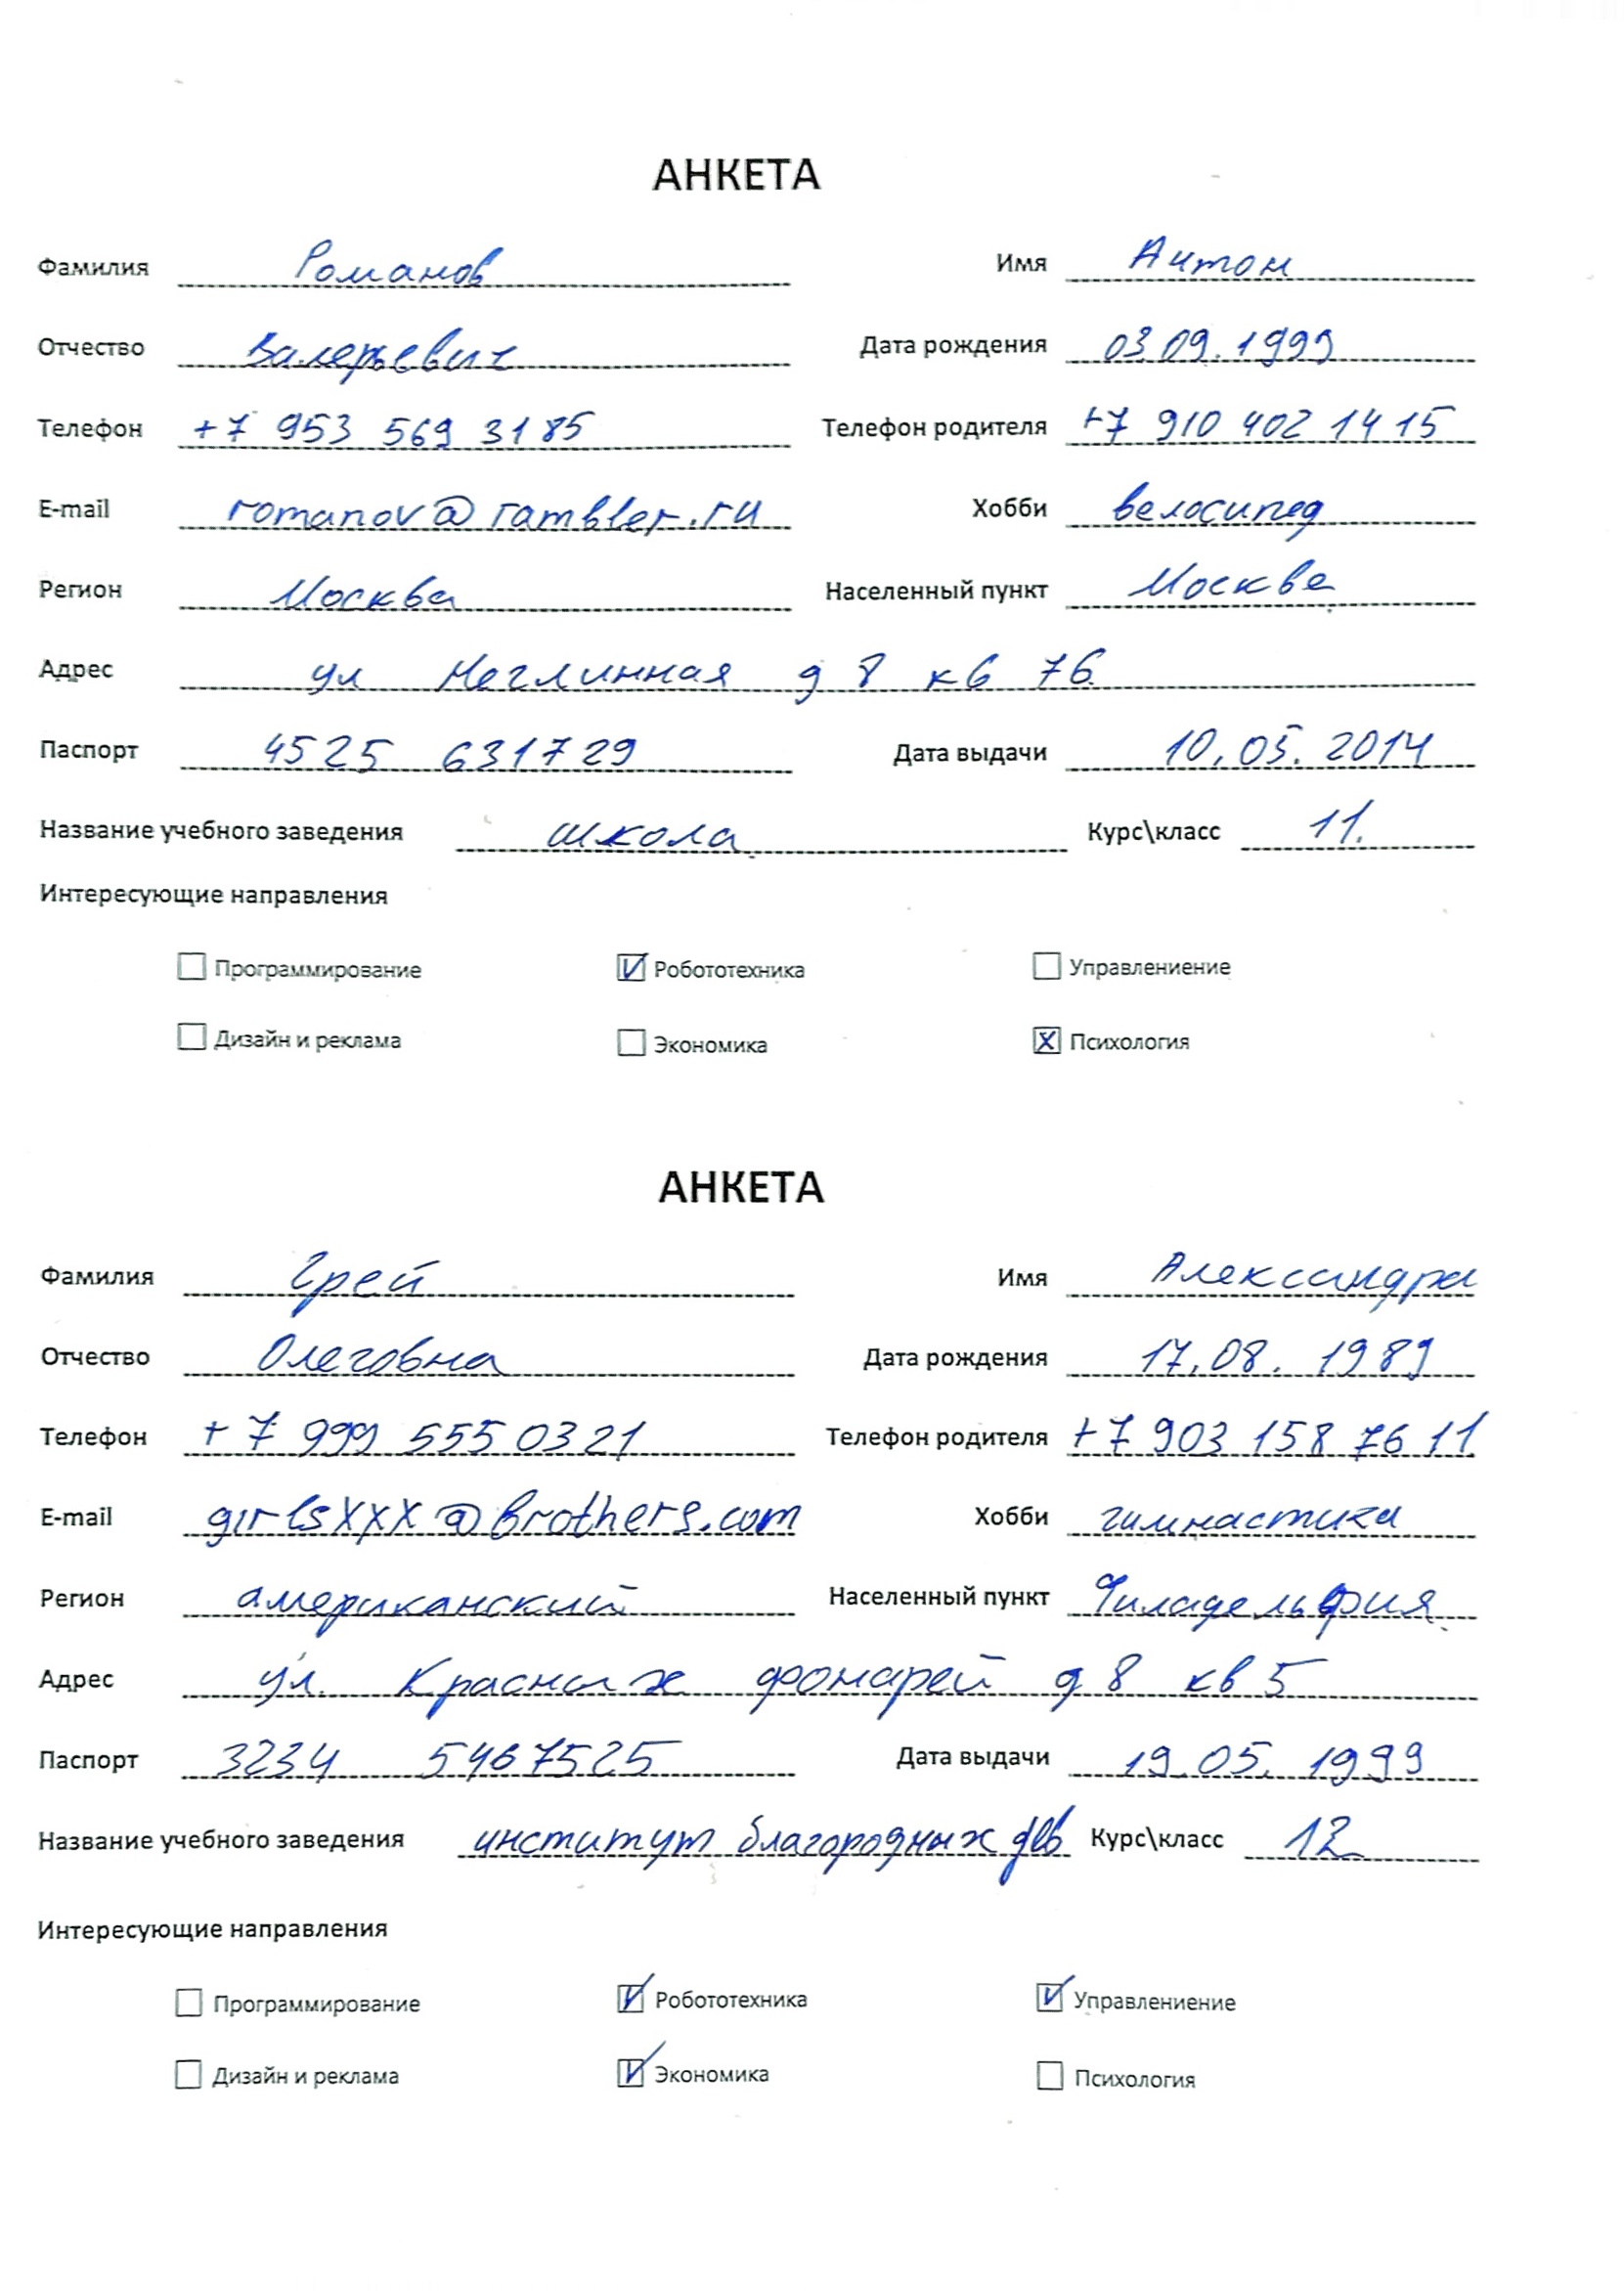 АНКЕТА
Фамилия Романов Имя Антон
Отчество Валерьевич Дата рождения 03.09.1999
Телефон +7 953 569 3185 Телефон родителя +7 910 402 14 15
E-mail romanov@rambler.ru Хобби велосипед
Регион Москва Населенный пункт Москва
Адрес ул Неглинная д 8 кв 76
Паспорт 4525 631729 Дата выдачи 10.05.2014
Название учебного заведения школа Курс\класс 11.
Интересующие направления
Программирование Робототехника Управлениение
Дизайн и реклама Экономика Психология
АНКЕТА
Фамилия Грей Имя Александра
Отчество Олеговна Дата рождения 17.08.1989
Телефон +7 999 555 03 21 Телефон родителя +7 903 158 76 11
E-mail girlsXXX@brothers.com Хобби гимнастика
Регион американский Населенный пункт Филадельфия
Адрес ул. Красных фонарей д 8 кв 5
Паспорт 3234 5467525 Дата выдачи 19.05.1999
Название учебного заведения институт благородных дев Курс\класс 12
Интересующие направления
Программирование Робототехника Управлениение
Дизайн и реклама Экономика Психология